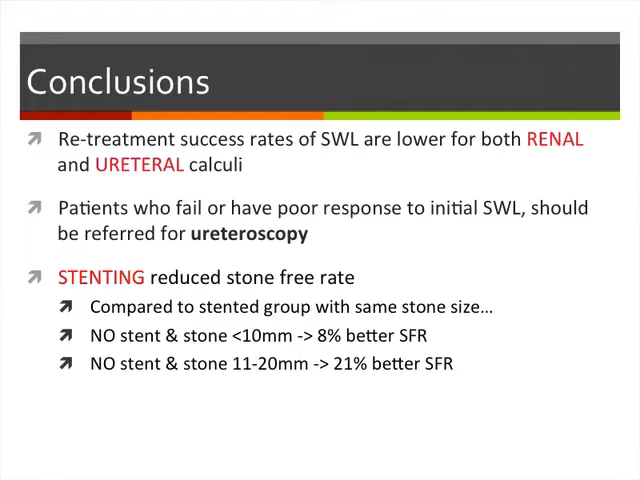 Conclusions
Re-treatment success rates of SWL are lower for both RENAL
and URETERAL calculi
Patients who fail or have poor response to initial SWL, should
be referred for ureteroscopy
STENTING reduced stone free rate
Compared to stented group with same stone size…
NO stent & stone <10mm -> 8% better SFR
NO stent & stone 11-20mm -> 21% better SFR